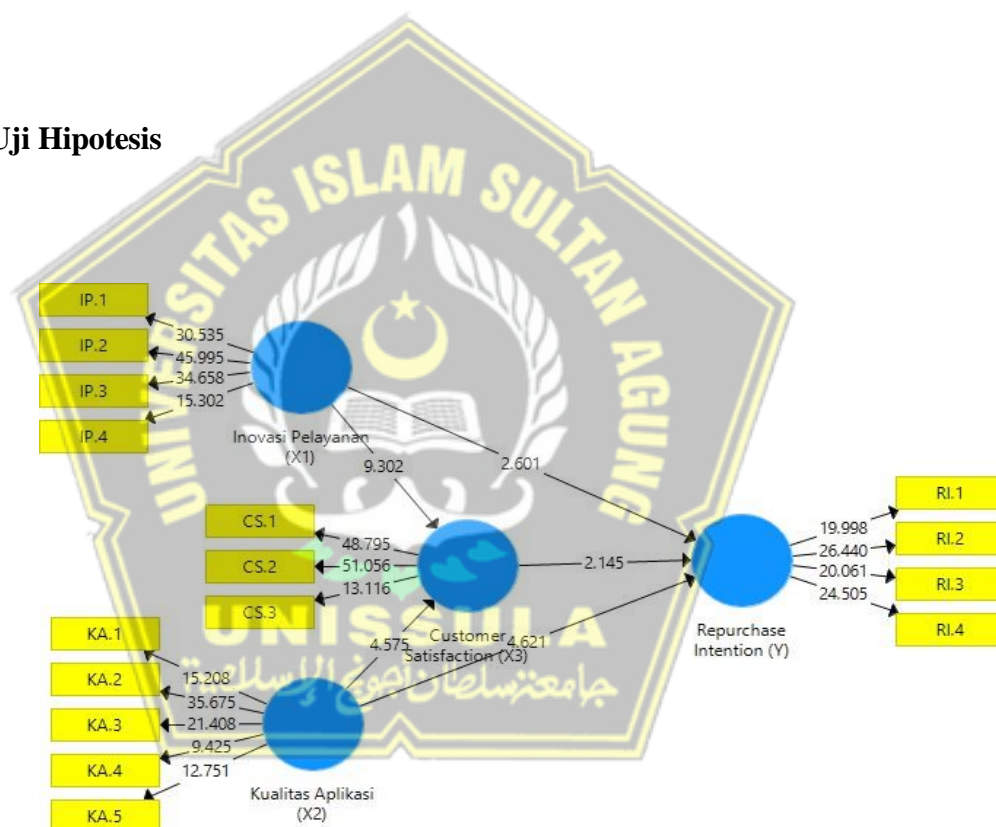 Uji Hipotesis
UNIVERSITAS ISLAM SULTAN AGUNG
IP.1
IP.2
IP.3
IP.4
30.535
45.995
34.658
15.302
Inovasi Pelayanan
(X1)
9.302
2.601
CS.1
CS.2
CS.3
48.795
51.056
13.116
Customer
Satisfaction (X3)
2.145
4.575
4.621
RI.1
RI.2
RI.3
RI.4
19.998
26.440
20.061
24.505
Repurchase
Intention (Y)
UNISSULA
جامعة سلطان أجونج الإسلامية
KA.1
KA.2
KA.3
KA.4
KA.5
15.208
35.675
21.408
9.425
12.751
Kualitas Aplikasi
(X2)